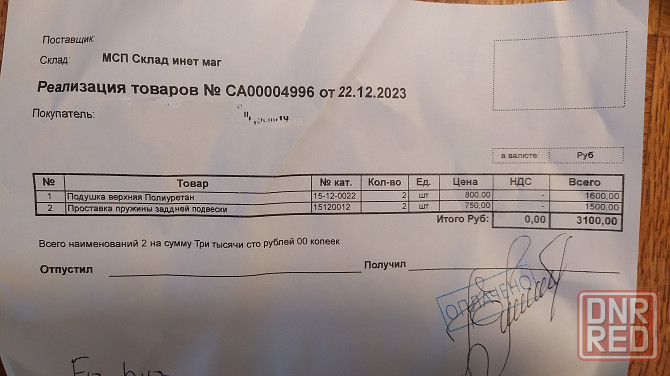 Поставщик:
Склад: МСП Склад инет маг
Реализация товаров № СА00004996 от 22.12.2023
Покупатель:
в валюте: Руб
№ Товар № кат. Кол-во Ед. Цена НДС Всего
1 Подушка верхняя Полиуретан 15-12-0022 2 шт 800,00 - 1600,00
2 Проставка пружины заддней подвески 15120012 2 шт 750,00 - 1500,00
Итого Руб: 0,00 3100,00
Всего наименований 2 на сумму Три тысячи сто рублей 00 копеек
Отпустил Получил
ОПЛАЧЕНО
DNR
RED